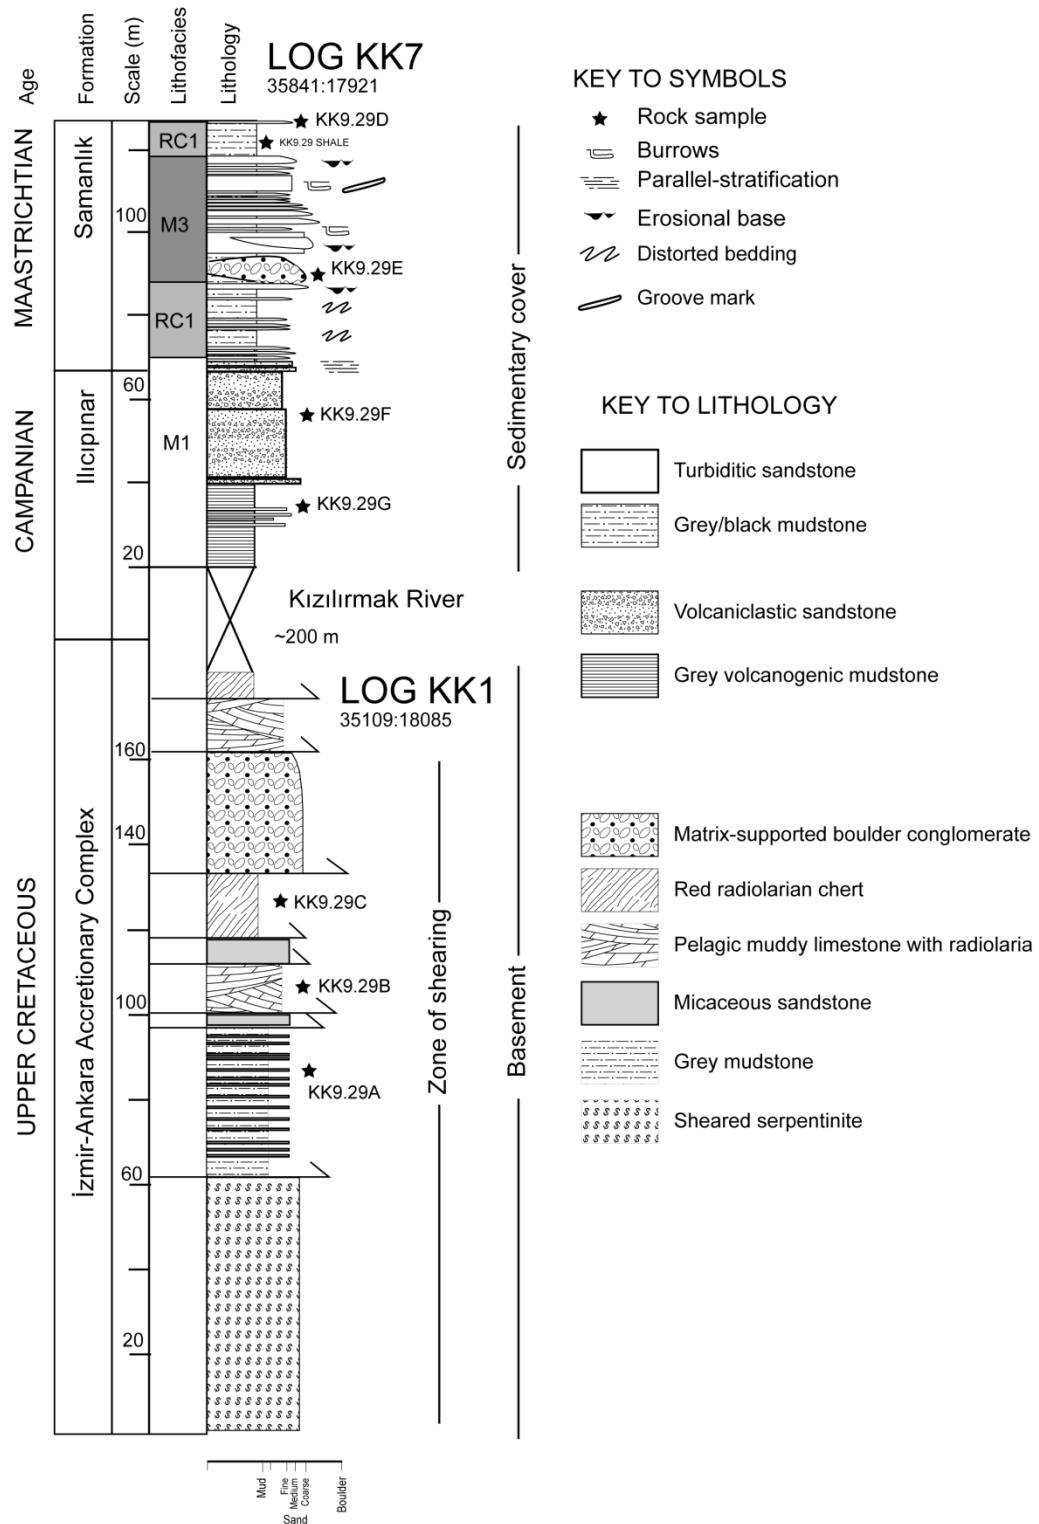 Age
Formation
Scale (m)
Lithofacies
Lithology
LOG KK7
35841:17921
MAASTRICHTIAN
Samanlık
RC1
KK9.29D
KK9.29 SHALE
100
M3
KK9.29E
RC1
CAMPANIAN
Ilıcıpınar
60
M1
KK9.29F
KK9.29G
20
Sedimentary cover
Kızılırmak River
~200 m
LOG KK1
35109:18085
UPPER CRETACEOUS
İzmir-Ankara Accretionary Complex
160
140
KK9.29C
KK9.29B
100
KK9.29A
60
20
Zone of shearing
Basement
Mud
Fine
Medium
Coarse
Boulder
Sand
KEY TO SYMBOLS
Rock sample
Burrows
Parallel-stratification
Erosional base
Distorted bedding
Groove mark
KEY TO LITHOLOGY
Turbiditic sandstone
Grey/black mudstone
Volcaniclastic sandstone
Grey volcanogenic mudstone
Matrix-supported boulder conglomerate
Red radiolarian chert
Pelagic muddy limestone with radiolaria
Micaceous sandstone
Grey mudstone
Sheared serpentinite